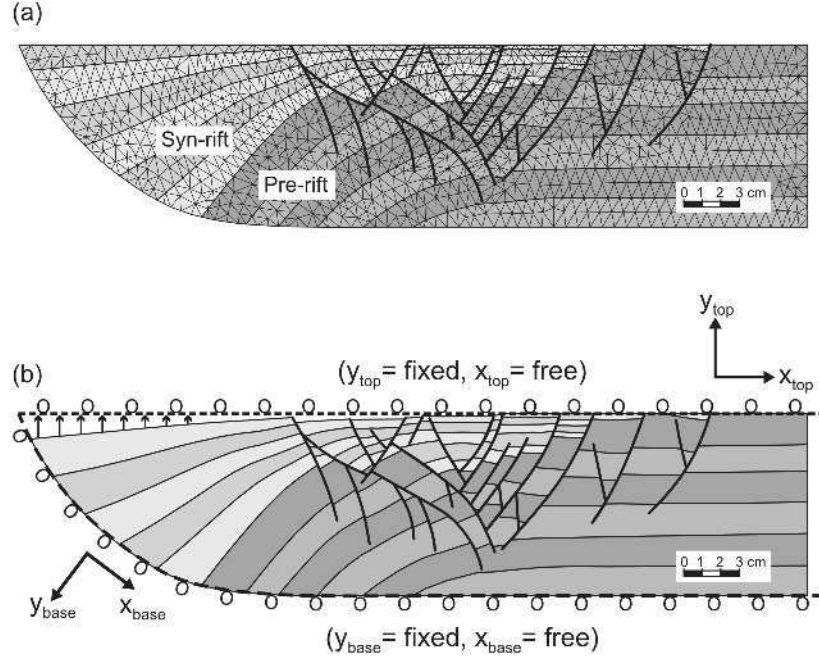 (a)
Syn-rift
Pre-rift
0 1 2 3 cm
y_top
(b)
(y_top= fixed, x_top= free)
x_top
0 1 2 3 cm
y_base
x_base
(y_base= fixed, x_base= free)